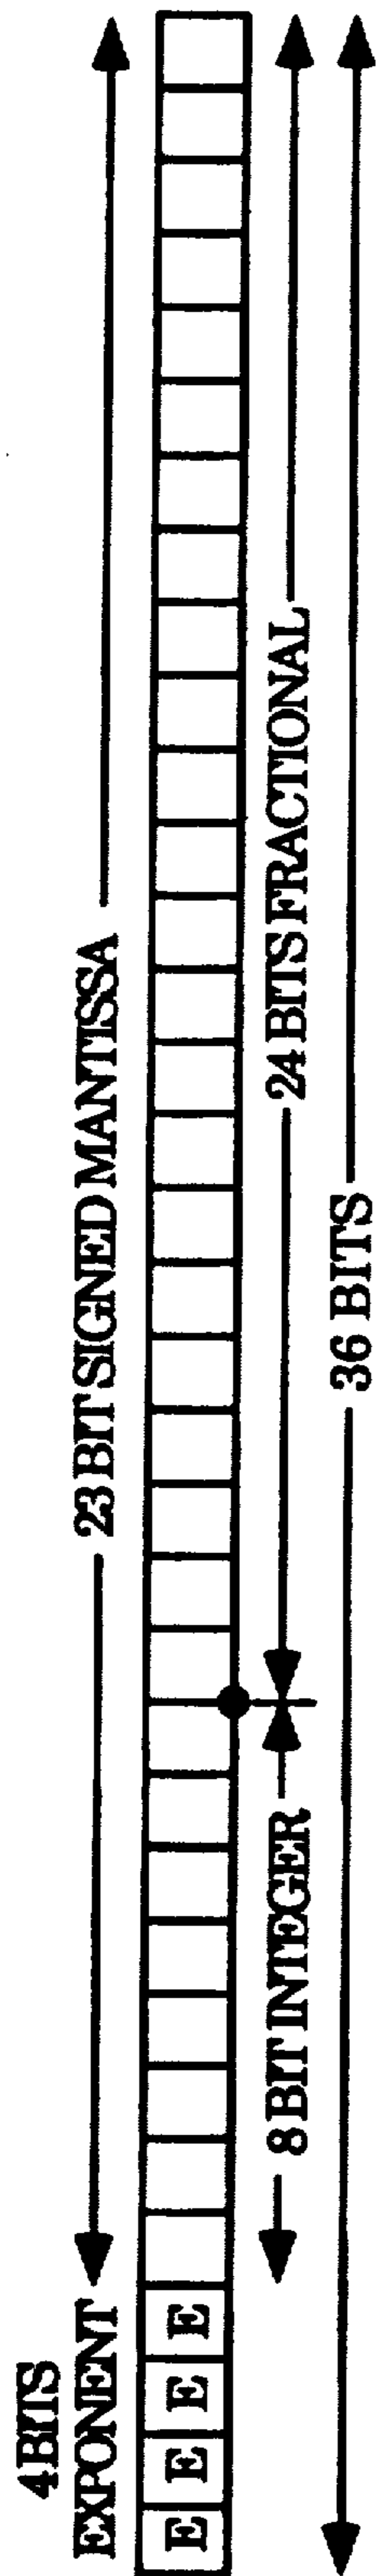 4 BITS
EXPONENT
23 BIT SIGNED MANTISSA
E E E E
8 BIT INTEGER
24 BITS FRACTIONAL
36 BITS